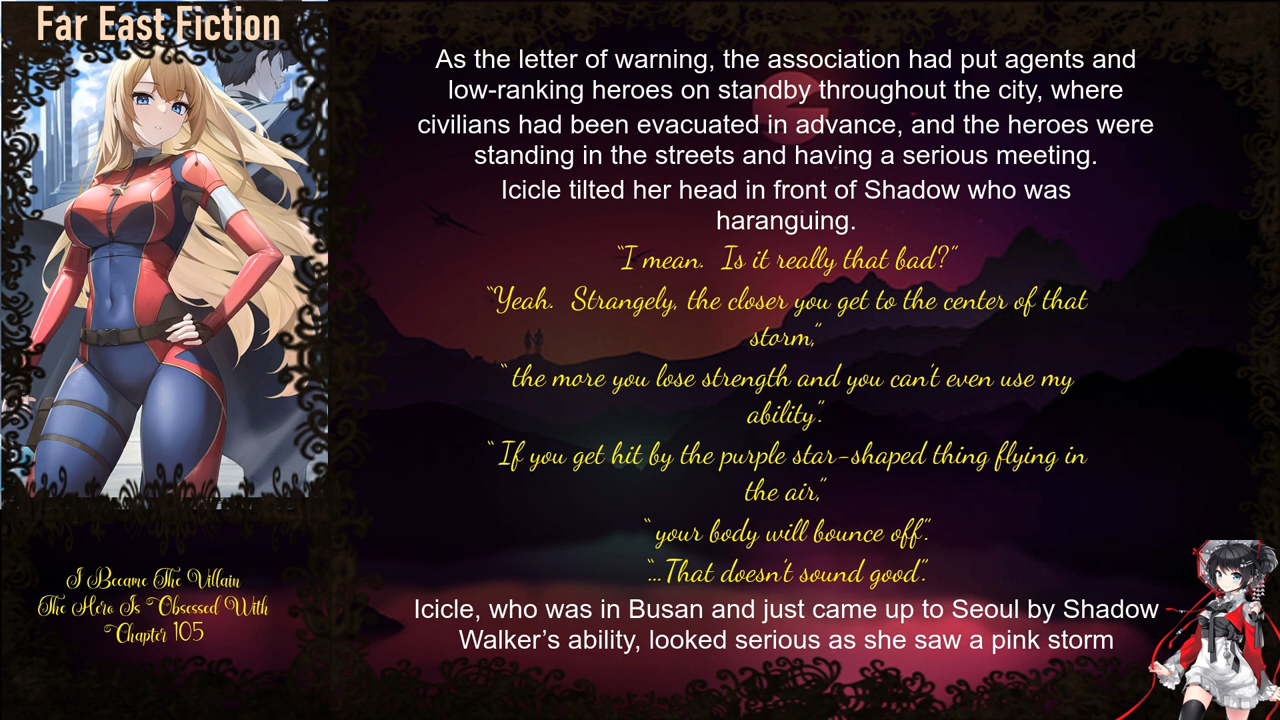 Far East Fiction
As the letter of warning, the association had put agents and
low-ranking heroes on standby throughout the city, where
civilians had been evacuated in advance, and the heroes were
standing in the streets and having a serious meeting.
Icicle tilted her head in front of Shadow who was
haranguing.
“I mean. Is it really that bad?”
“Yeah. Strangely, the closer you get to the center of that
storm,”
“ the more you lose strength and you can’t even use my
ability”.
“ If you get hit by the purple star-shaped thing flying in
the air,”
“ your body will bounce off”.
“…That doesn’t sound good”.
Icicle, who was in Busan and just came up to Seoul by Shadow
Walker’s ability, looked serious as she saw a pink storm
I Became The Villain
The Hero Is Obsessed With
Chapter 105